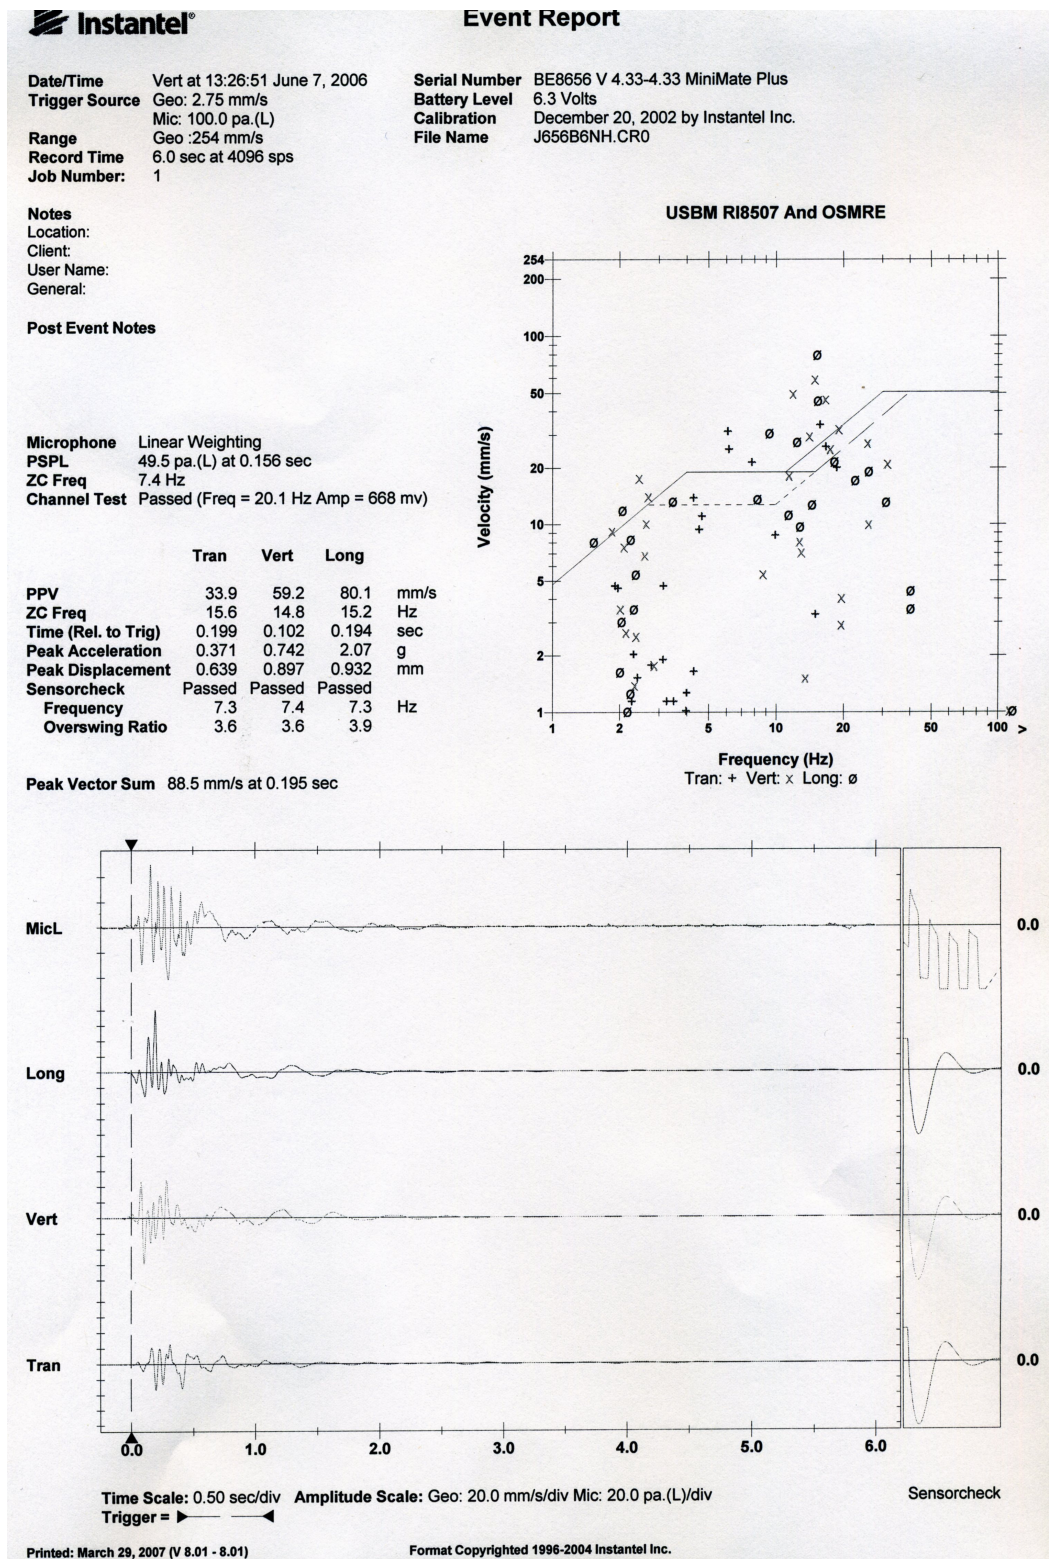 Instantel®
Event Report
Date/Time Vert at 13:26:51 June 7, 2006
Trigger Source Geo: 2.75 mm/s
Mic: 100.0 pa.(L)
Range Geo :254 mm/s
Record Time 6.0 sec at 4096 sps
Job Number: 1
Serial Number BE8656 V 4.33-4.33 MiniMate Plus
Battery Level 6.3 Volts
Calibration December 20, 2002 by Instantel Inc.
File Name J656B6NH.CR0
Notes
Location:
Client:
User Name:
General:
Post Event Notes
Microphone Linear Weighting
PSPL 49.5 pa.(L) at 0.156 sec
ZC Freq 7.4 Hz
Channel Test Passed (Freq = 20.1 Hz Amp = 668 mv)
Tran Vert Long
PPV 33.9 59.2 80.1 mm/s
ZC Freq 15.6 14.8 15.2 Hz
Time (Rel. to Trig) 0.199 0.102 0.194 sec
Peak Acceleration 0.371 0.742 2.07 g
Peak Displacement 0.639 0.897 0.932 mm
Sensorcheck Passed Passed Passed
Frequency 7.3 7.4 7.3 Hz
Overswing Ratio 3.6 3.6 3.9
Peak Vector Sum 88.5 mm/s at 0.195 sec
USBM RI8507 And OSMRE
254
200
100
50
20
10
5
2
1
Velocity (mm/s)
1 2 5 10 20 50 100 >
Frequency (Hz)
Tran: + Vert: x Long: ø
MicL 0.0
Long 0.0
Vert 0.0
Tran 0.0
0.0 1.0 2.0 3.0 4.0 5.0 6.0
Time Scale: 0.50 sec/div Amplitude Scale: Geo: 20.0 mm/s/div Mic: 20.0 pa.(L)/div
Sensorcheck
Trigger =
Printed: March 29, 2007 (V 8.01 - 8.01)
Format Copyrighted 1996-2004 Instantel Inc.